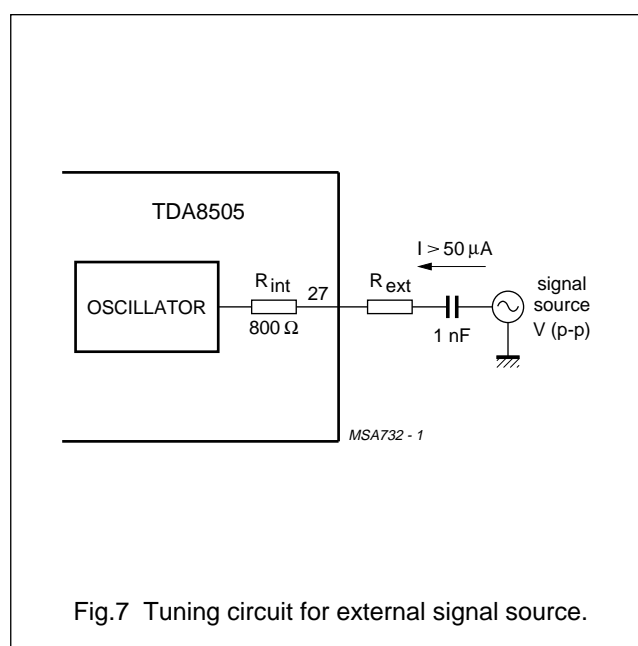 TDA8505
I > 50 µA
OSCILLATOR
R int
800 Ω
27
R ext
1 nF
signal
source
V (p-p)
MSA732 - 1
Fig.7 Tuning circuit for external signal source.